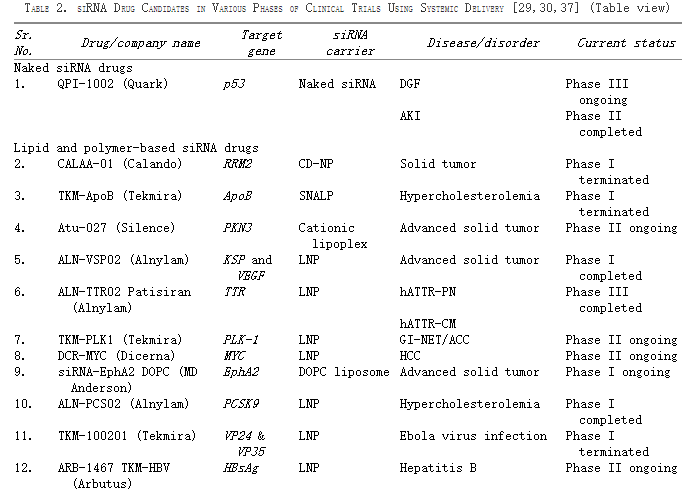 Table 2. siRNA Drug Candidates in Various Phases of Clinical Trials Using Systemic Delivery [29,30,37] (Table view)
Sr. No. Drug/company name Target gene siRNA carrier Disease/disorder Current status
Naked siRNA drugs
1. QPI-1002 (Quark) p53 Naked siRNA DGF Phase III ongoing
AKI Phase II completed
Lipid and polymer-based siRNA drugs
2. CALAA-01 (Calando) RRM2 CD-NP Solid tumor Phase I terminated
3. TKM-ApoB (Tekmira) ApoB SNALP Hypercholesterolemia Phase I terminated
4. Atu-027 (Silence) PKN3 Cationic lipoplex Advanced solid tumor Phase II ongoing
5. ALN-VSP02 (Alnylam) KSP and VEGF LNP Advanced solid tumor Phase I completed
6. ALN-TTR02 Patisiran (Alnylam) TTR LNP hATTR-PN Phase III completed
hATTR-CM
7. TKM-PLK1 (Tekmira) PLK-1 LNP GI-NET/ACC Phase II ongoing
8. DCR-MYC (Dicerna) MYC LNP HCC Phase II ongoing
9. siRNA-EphA2 DOPC (MD Anderson) EphA2 DOPC liposome Advanced solid tumor Phase I ongoing
10. ALN-PCS02 (Alnylam) PCSK9 LNP Hypercholesterolemia Phase I completed
11. TKM-100201 (Tekmira) VP24 & VP35 LNP Ebola virus infection Phase I terminated
12. ARB-1467 TKM-HBV (Arbutus) HBsAg LNP Hepatitis B Phase II ongoing